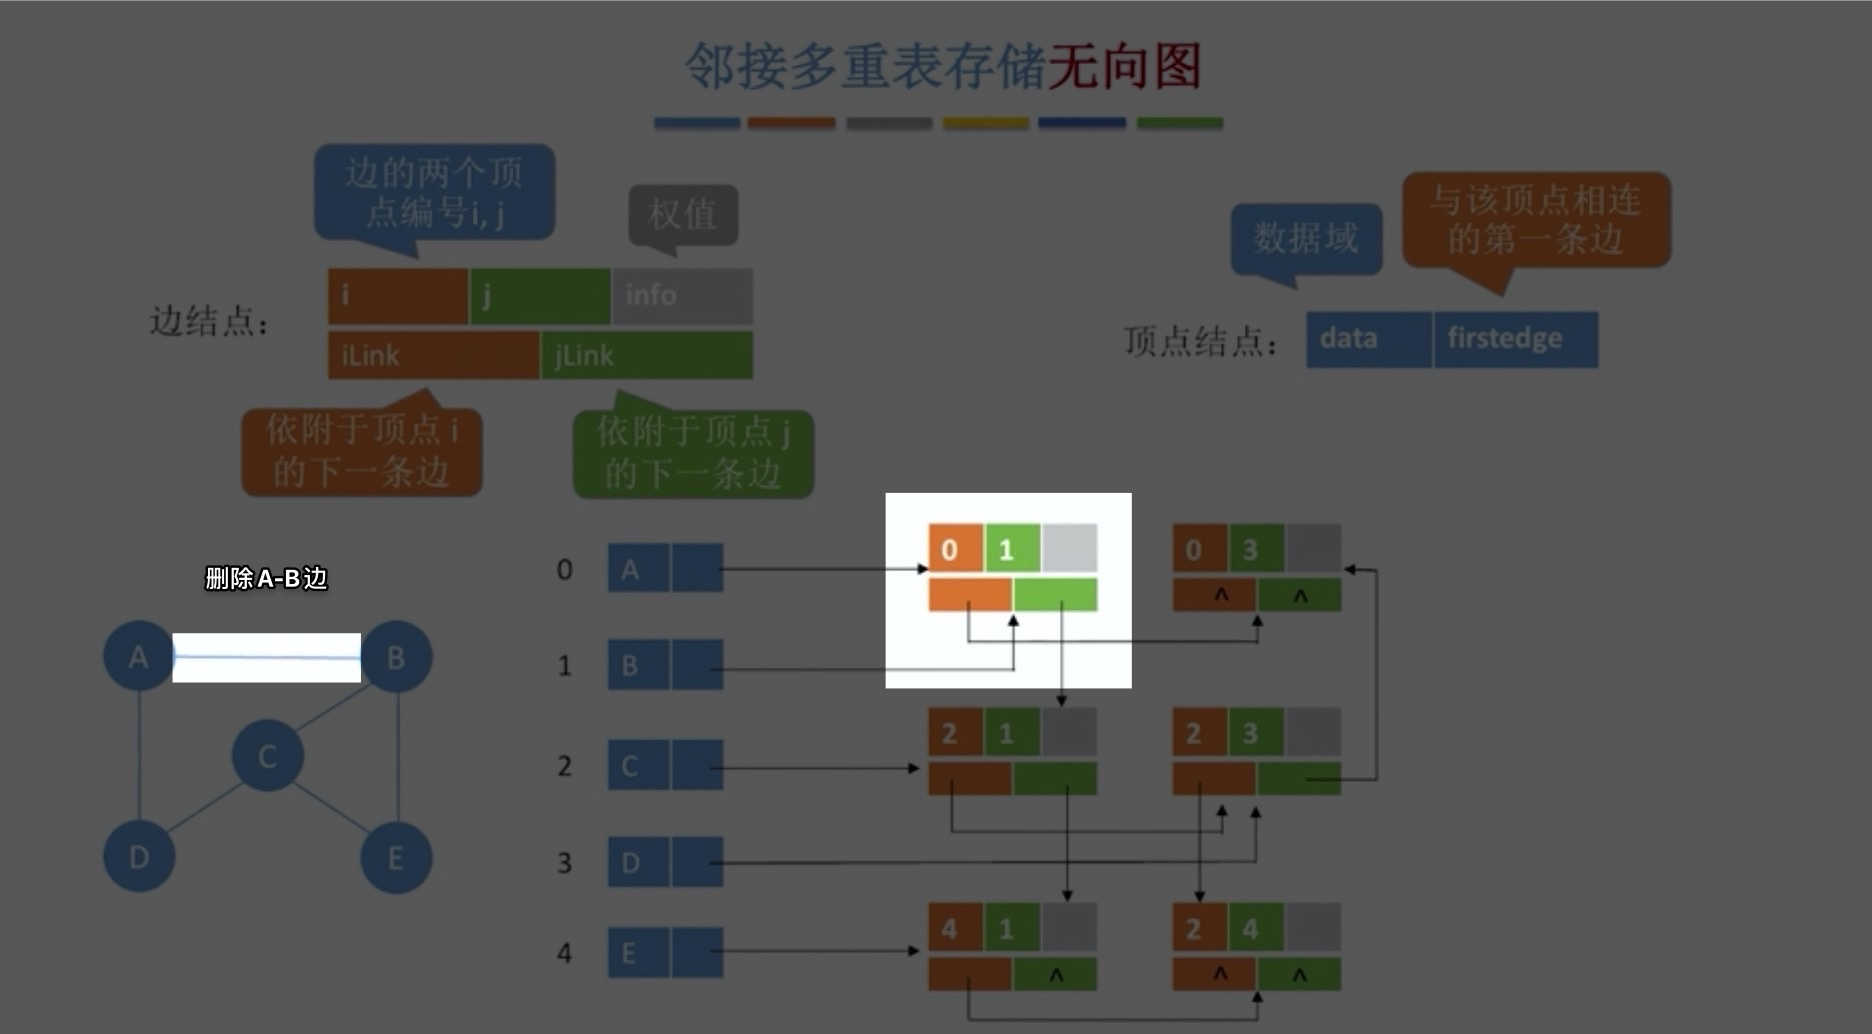 邻接多重表存储无向图
边的两个顶
点编号i, j
权值
数据域
与该顶点相连
的第一条边
边结点：
i j info
iLink jLink
顶点结点：
data firstedge
依附于顶点 i
的下一条边
依附于顶点 j
的下一条边
删除A-B边
A B
C
D E
0 A
0 1
0 3
^ ^
1 B
2 C
2 1
2 3
3 D
4 E
4 1
^
2 4
^ ^